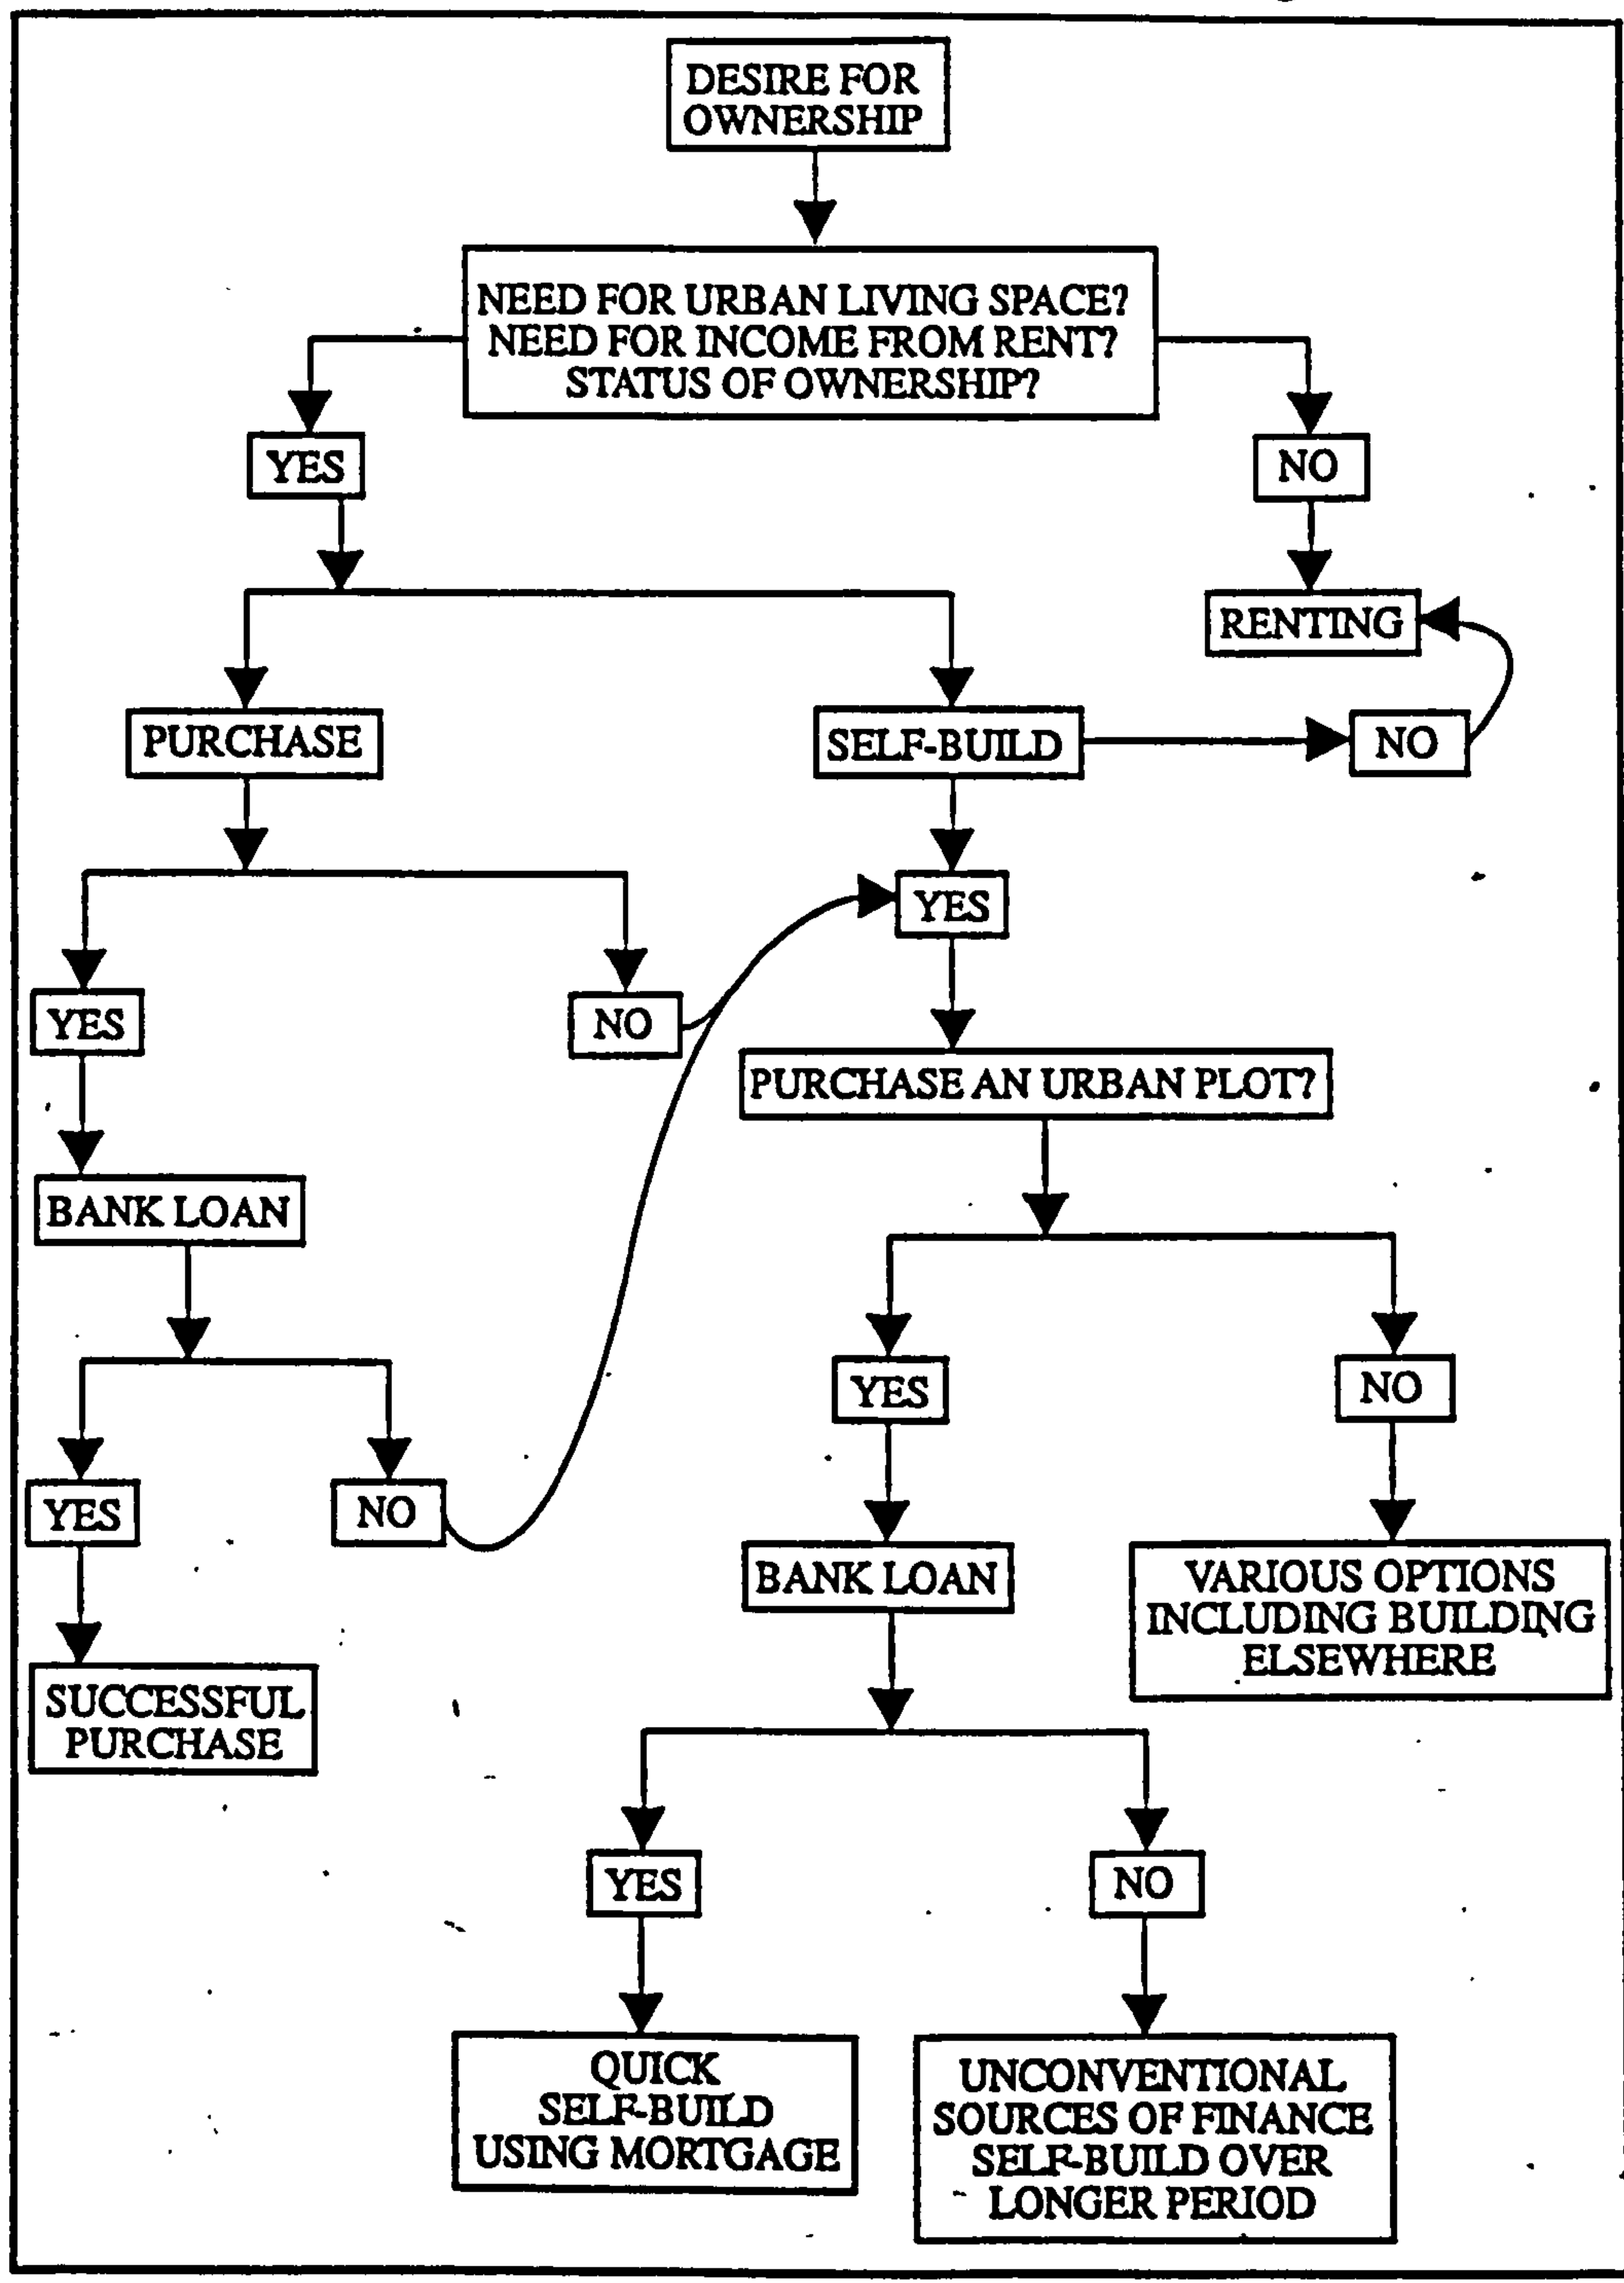 DESIRE FOR
OWNERSHIP
NEED FOR URBAN LIVING SPACE?
NEED FOR INCOME FROM RENT?
STATUS OF OWNERSHIP?
YES
NO
RENTING
PURCHASE
SELF-BUILD
NO
YES
YES
NO
PURCHASE AN URBAN PLOT?
BANK LOAN
YES
NO
YES
NO
BANK LOAN
VARIOUS OPTIONS
INCLUDING BUILDING
ELSEWHERE
SUCCESSFUL
PURCHASE
YES
NO
QUICK
SELF-BUILD
USING MORTGAGE
UNCONVENTIONAL
SOURCES OF FINANCE
SELF-BUILD OVER
LONGER PERIOD